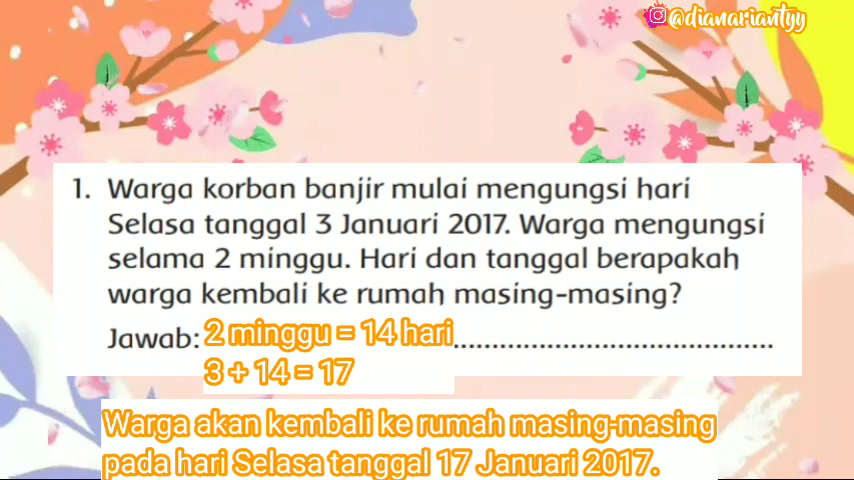 @dianariantyy
1. Warga korban banjir mulai mengungsi hari
Selasa tanggal 3 Januari 2017. Warga mengungsi
selama 2 minggu. Hari dan tanggal berapakah
warga kembali ke rumah masing-masing?
Jawab: 2 minggu = 14 hari........................................
3 + 14 = 17
Warga akan kembali ke rumah masing-masing
pada hari Selasa tanggal 17 Januari 2017.